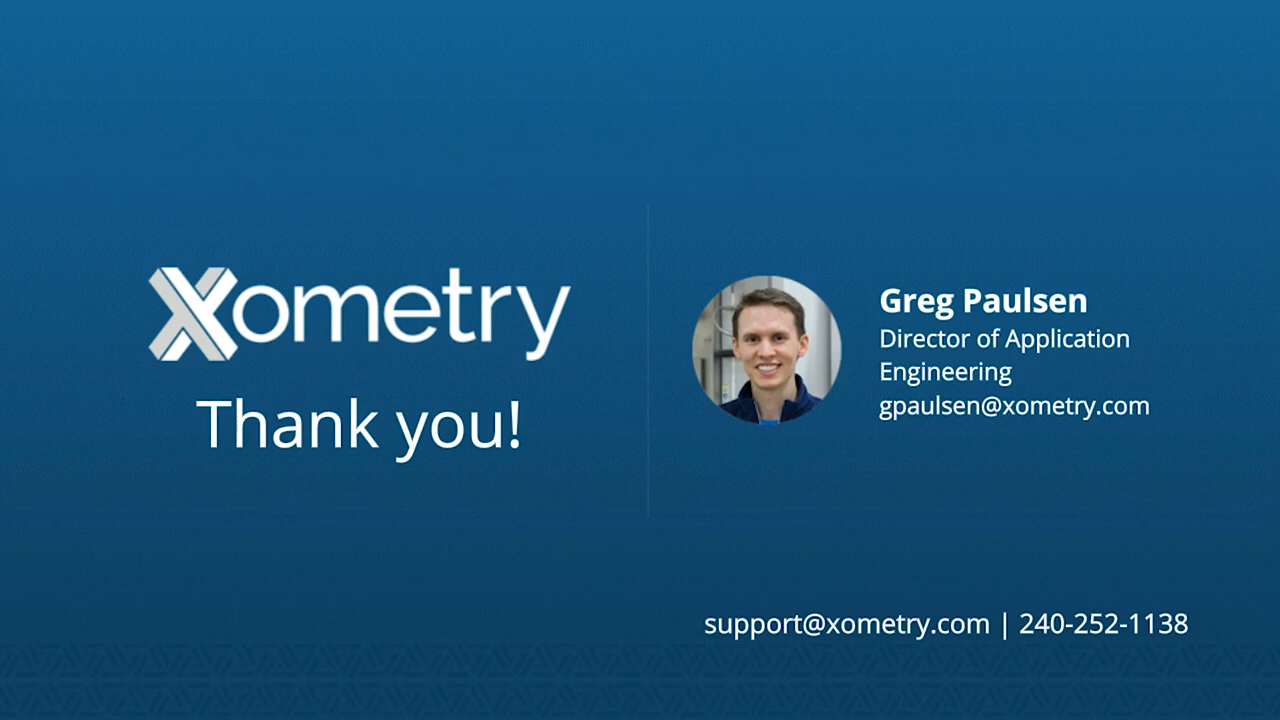 Xometry
Thank you!
Greg Paulsen
Director of Application
Engineering
gpaulsen@xometry.com
support@xometry.com | 240-252-1138